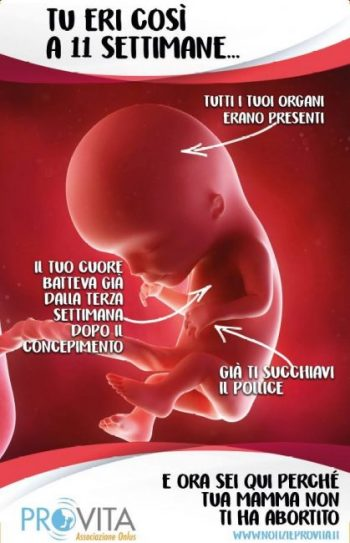 TU ERI COSÌ
A 11 SETTIMANE...
TUTTI I TUOI ORGANI
ERANO PRESENTI
IL TUO CUORE
BATTEVA GIÀ
DALLA TERZA
SETTIMANA
DOPO IL
CONCEPIMENTO
GIÀ TI SUCCHIAVI
IL POLLICE
E ORA SEI QUI PERCHÉ
TUA MAMMA NON
TI HA ABORTITO
PROVITA
Associazione Onlus
WWW.NOTIZIEPROVITA.IT